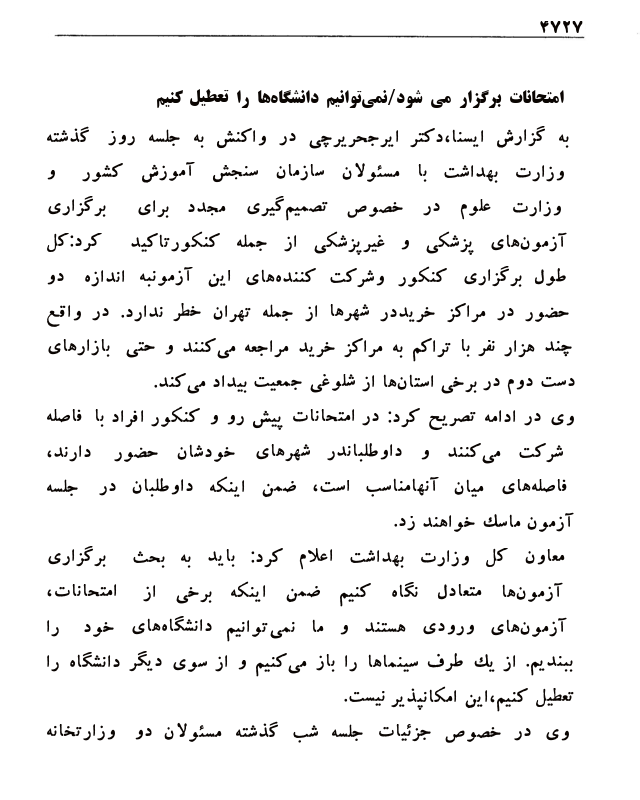 ۴۷۲۷
امتحانات برگزار می شود/نمی‌توانیم دانشگاه‌ها را تعطیل کنیم
به گزارش ایسنا،دکتر ایرجحریرچی در واکنش به جلسه روز گذشته
وزارت بهداشت با مسئولان سازمان سنجش آموزش کشور و
وزارت علوم در خصوص تصمیم‌گیری مجدد برای برگزاری
آزمون‌های پزشکی و غیرپزشکی از جمله کنکورتاکید کرد:کل
طول برگزاری کنکور وشرکت کننده‌های این آزمونبه اندازه دو
حضور در مراکز خریددر شهرها از جمله تهران خطر ندارد. در واقع
چند هزار نفر با تراکم به مراکز خرید مراجعه می‌کنند و حتی بازارهای
دست دوم در برخی استان‌ها از شلوغی جمعیت بیداد می‌کند.
وی در ادامه تصریح کرد: در امتحانات پیش رو و کنکور افراد با فاصله
شرکت می‌کنند و داوطلباندر شهرهای خودشان حضور دارند،
فاصله‌های میان آنهامناسب است، ضمن اینکه داوطلبان در جلسه
آزمون ماسک خواهند زد.
معاون کل وزارت بهداشت اعلام کرد: باید به بحث برگزاری
آزمون‌ها متعادل نگاه کنیم ضمن اینکه برخی از امتحانات،
آزمون‌های ورودی هستند و ما نمی‌توانیم دانشگاه‌های خود را
ببندیم. از یک طرف سینماها را باز می‌کنیم و از سوی دیگر دانشگاه را
تعطیل کنیم،این امکانپذیر نیست.
وی در خصوص جزئیات جلسه شب گذشته مسئولان دو وزارتخانه